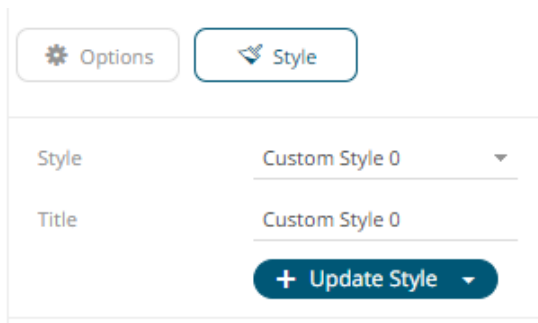 Options Style
Style Custom Style 0
Title Custom Style 0
+ Update Style